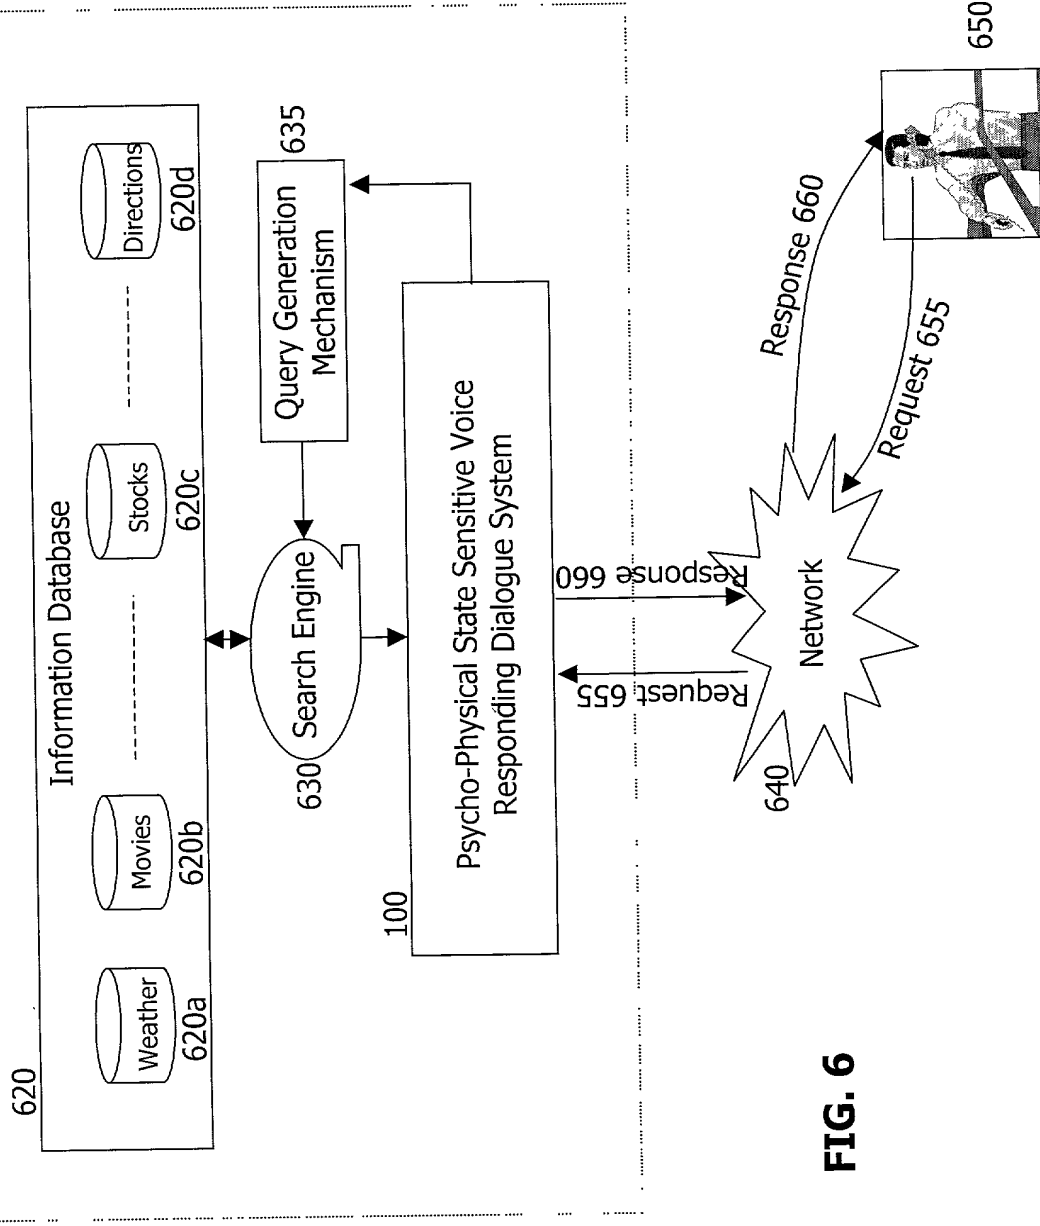 620
Information Database
Weather
620a
Movies
620b
Stocks
620c
Directions
620d
630
Search Engine
Query Generation
Mechanism
635
100
Psycho-Physical State Sensitive Voice
Responding Dialogue System
Request 655
Response 660
640
Network
Response 660
Request 655
650
FIG. 6